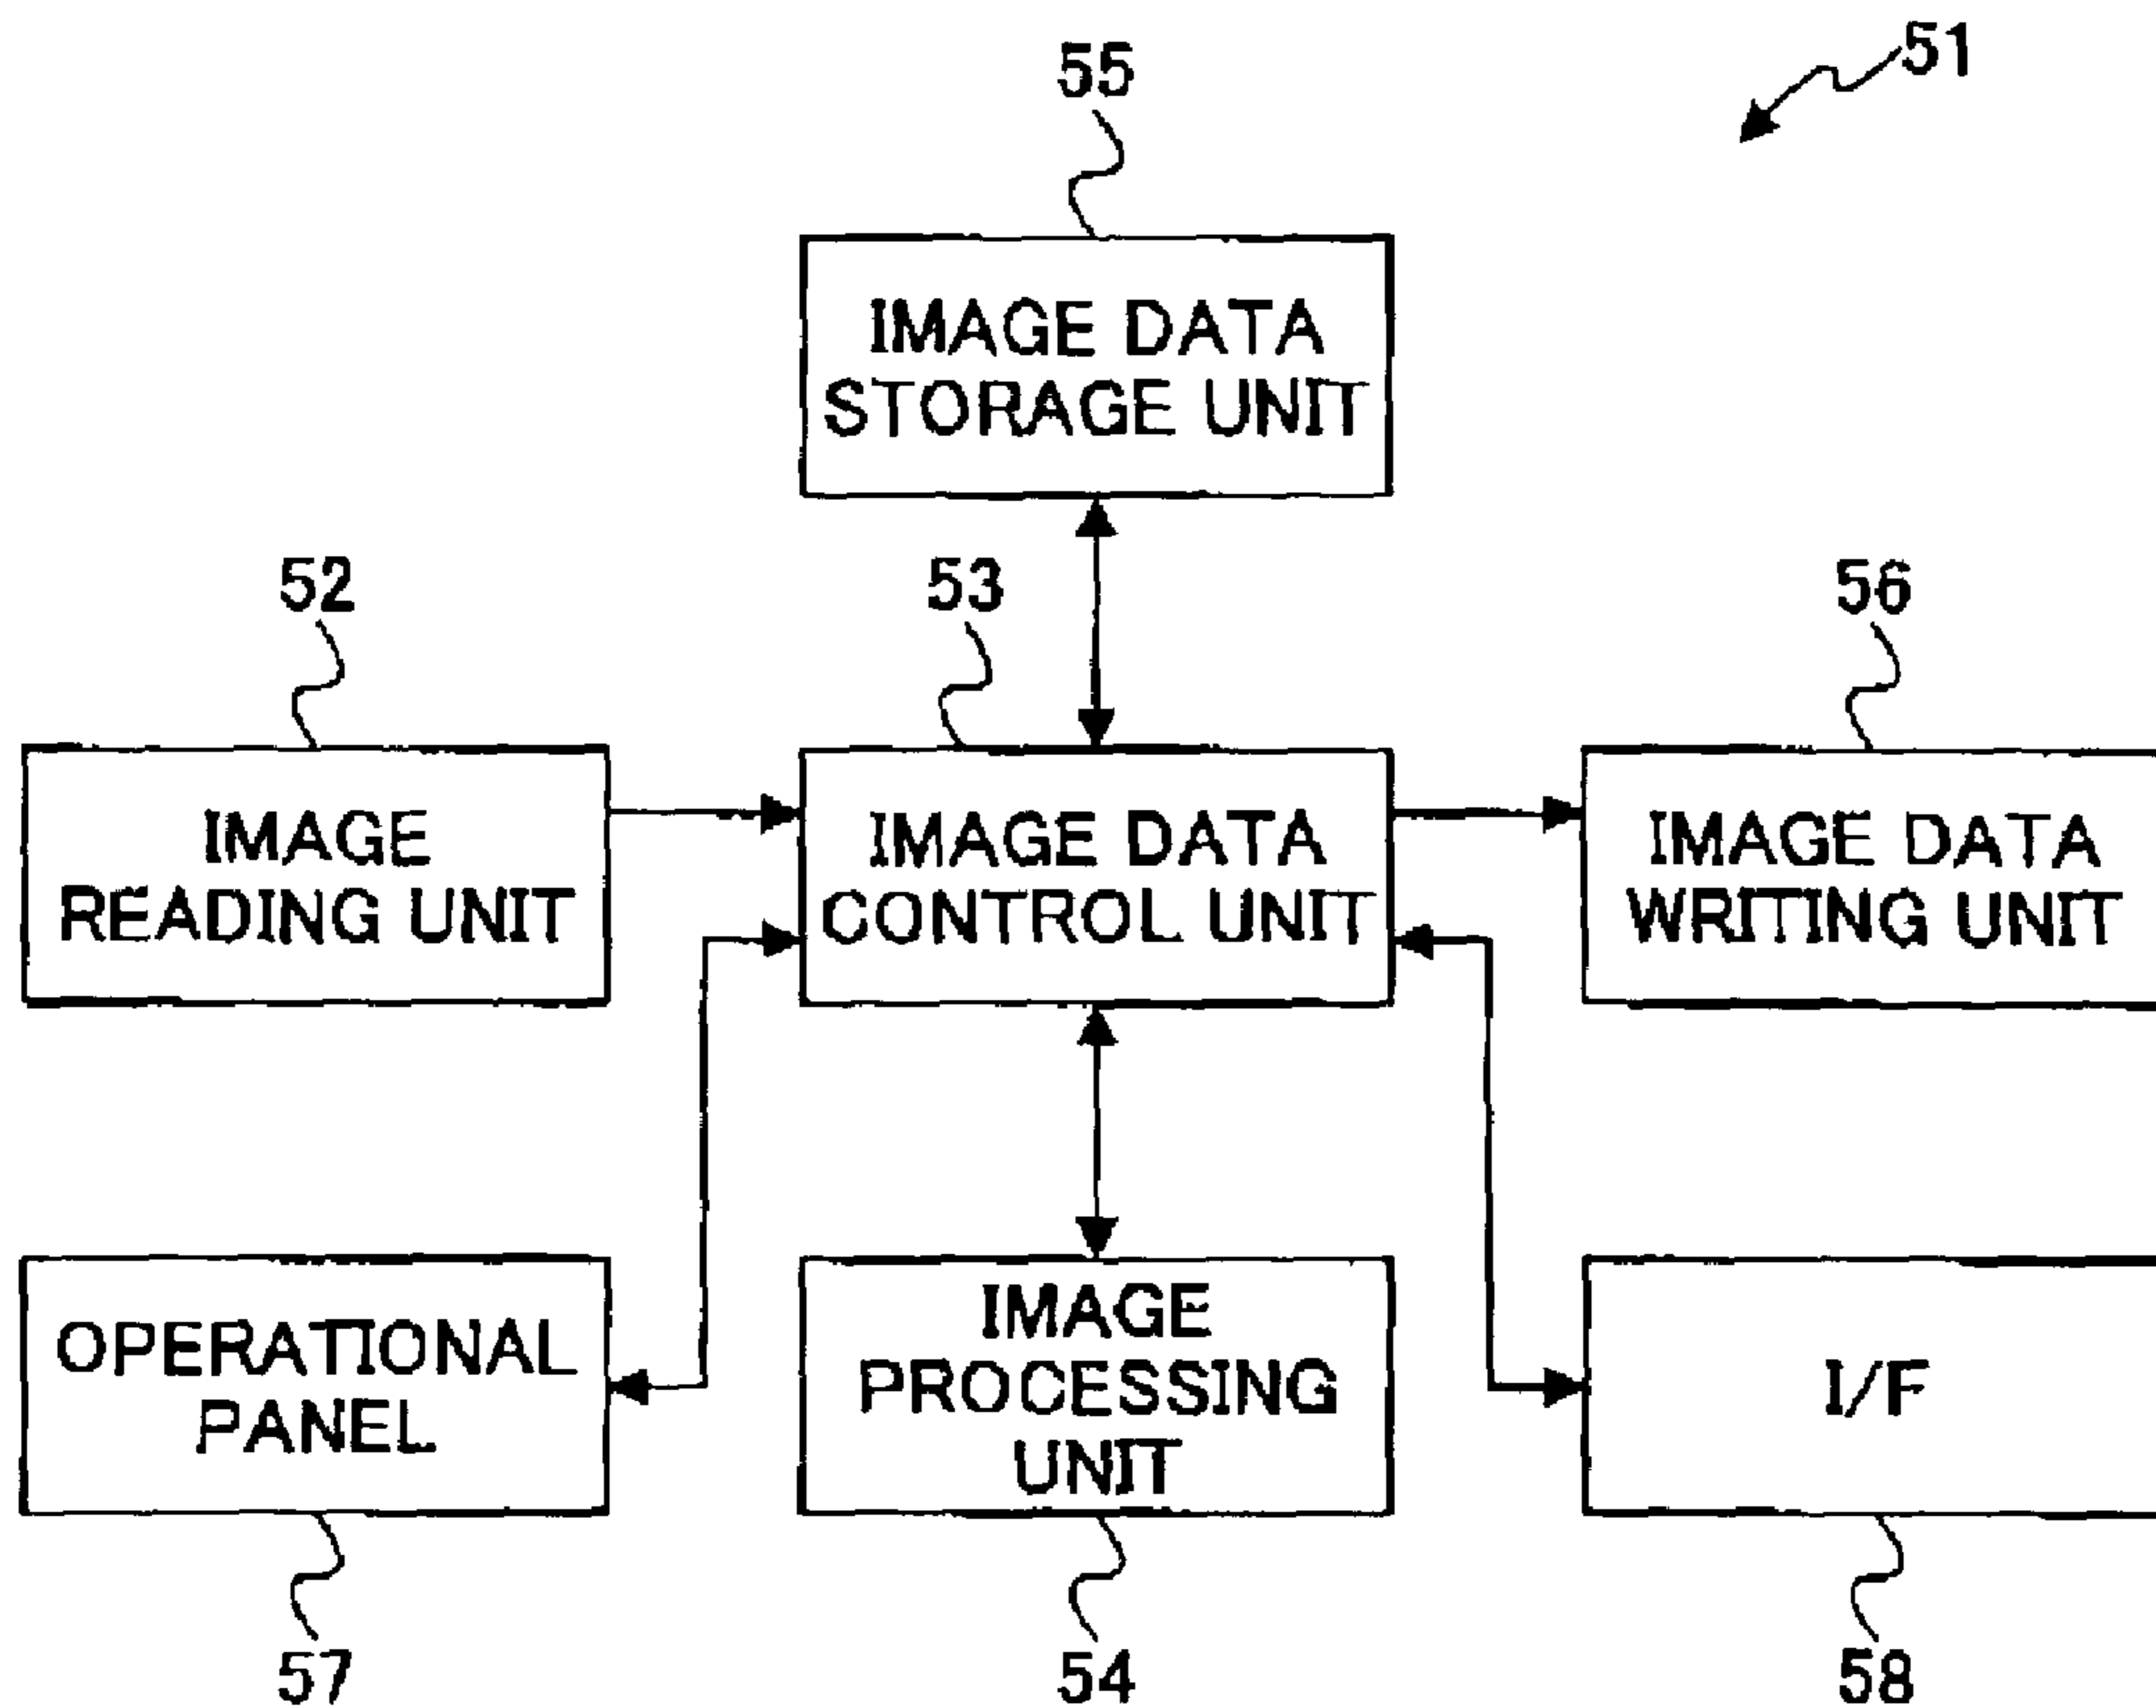 51
55
IMAGE DATA
STORAGE UNIT
52
53
56
IMAGE
READING UNIT
IMAGE DATA
CONTROL UNIT
IMAGE DATA
WRITING UNIT
OPERATIONAL
PANEL
IMAGE
PROCESSING
UNIT
I/F
57
54
58